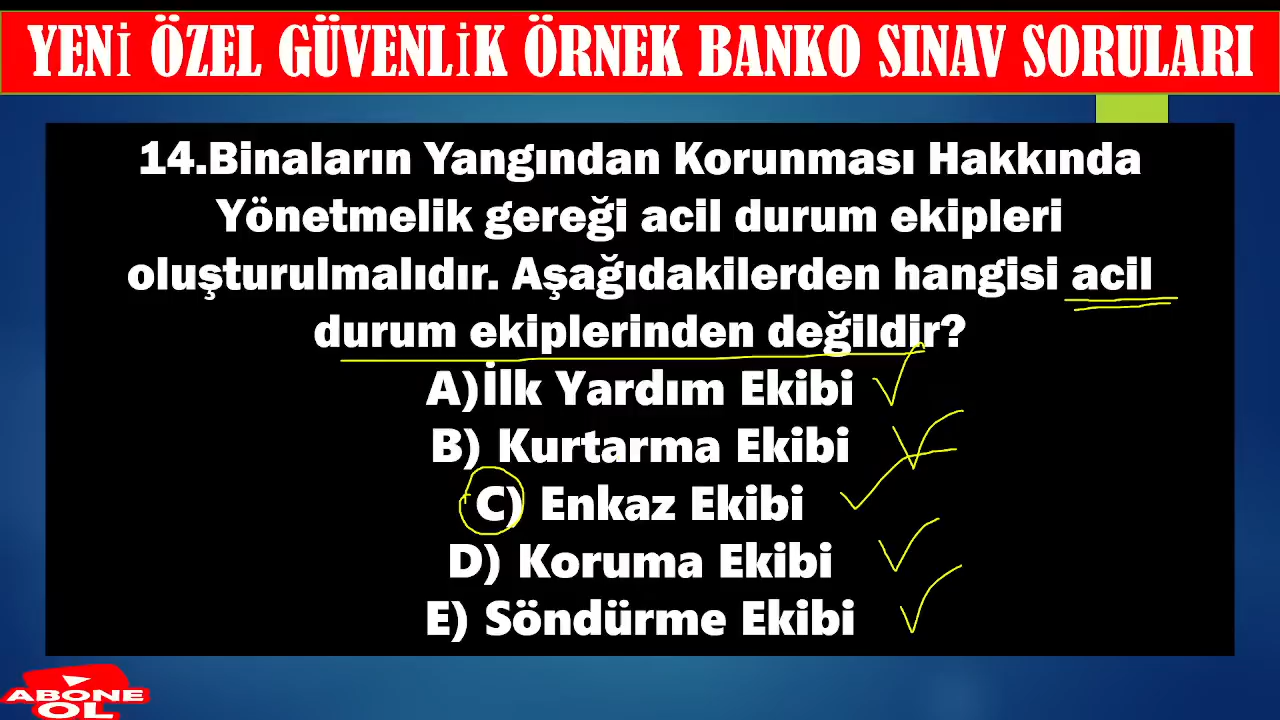 YENİ ÖZEL GÜVENLİK ÖRNEK BANKO SINAV SORULARI
14.Binaların Yangından Korunması Hakkında
Yönetmelik gereği acil durum ekipleri
oluşturulmalıdır. Aşağıdakilerden hangisi acil
durum ekiplerinden değildir?
A)İlk Yardım Ekibi
B) Kurtarma Ekibi
C) Enkaz Ekibi
D) Koruma Ekibi
E) Söndürme Ekibi
ABONE
OL